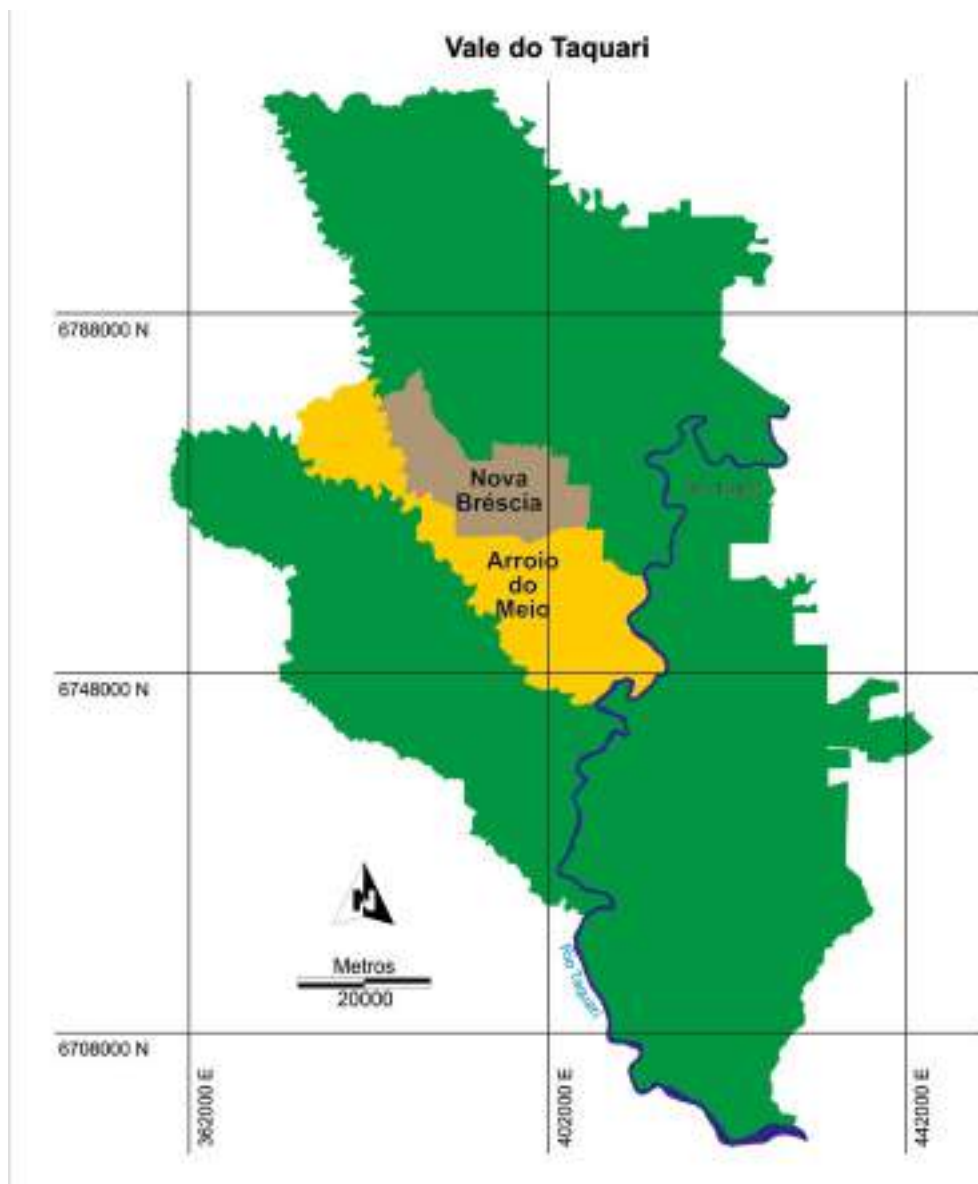 Vale do Taquari
6788000 N
Nova
Bréscia
Arroio
do
Meio
6748000 N
N
Metros
20000
Rio Taquari
6708000 N
362000 E
402000 E
442000 E